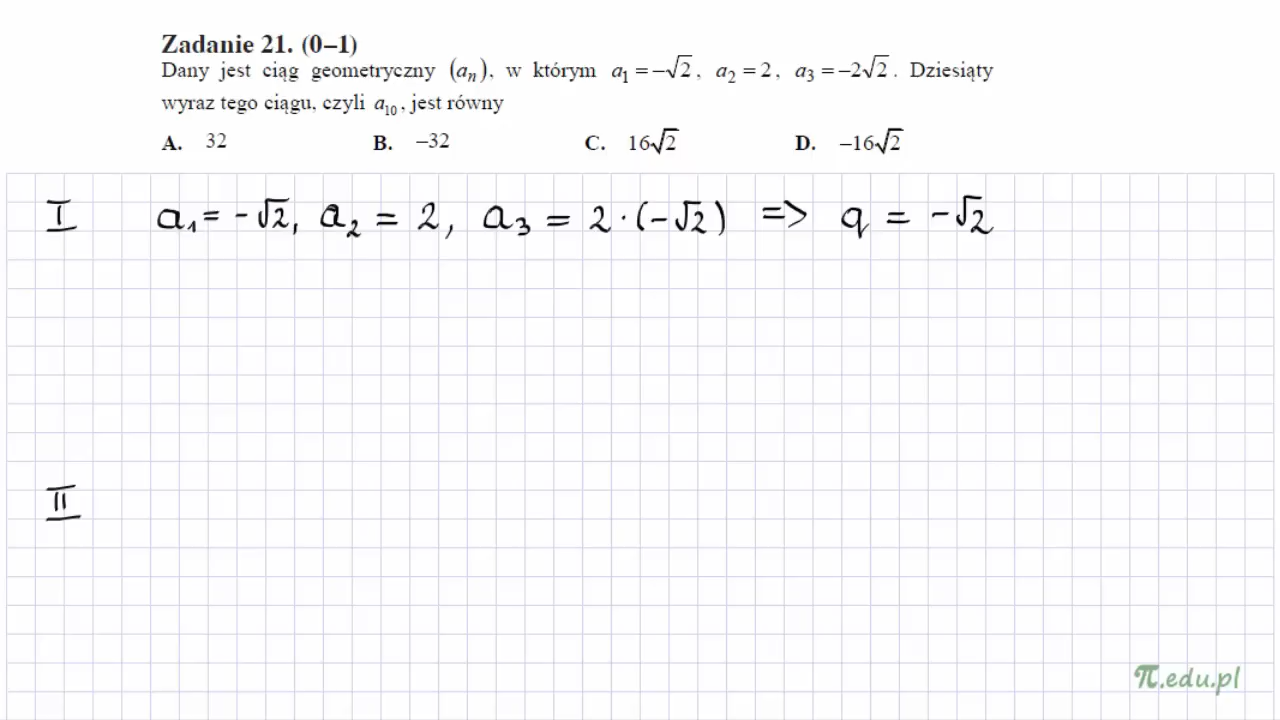 Zadanie 21. (0–1)
Dany jest ciąg geometryczny (aₙ), w którym a₁ = −√2, a₂ = 2, a₃ = −2√2. Dziesiąty
wyraz tego ciągu, czyli a₁₀, jest równy
A. 32 B. −32 C. 16√2 D. −16√2
I a₁ = −√2, a₂ = 2, a₃ = 2 · (−√2) => q = −√2
II
π.edu.pl